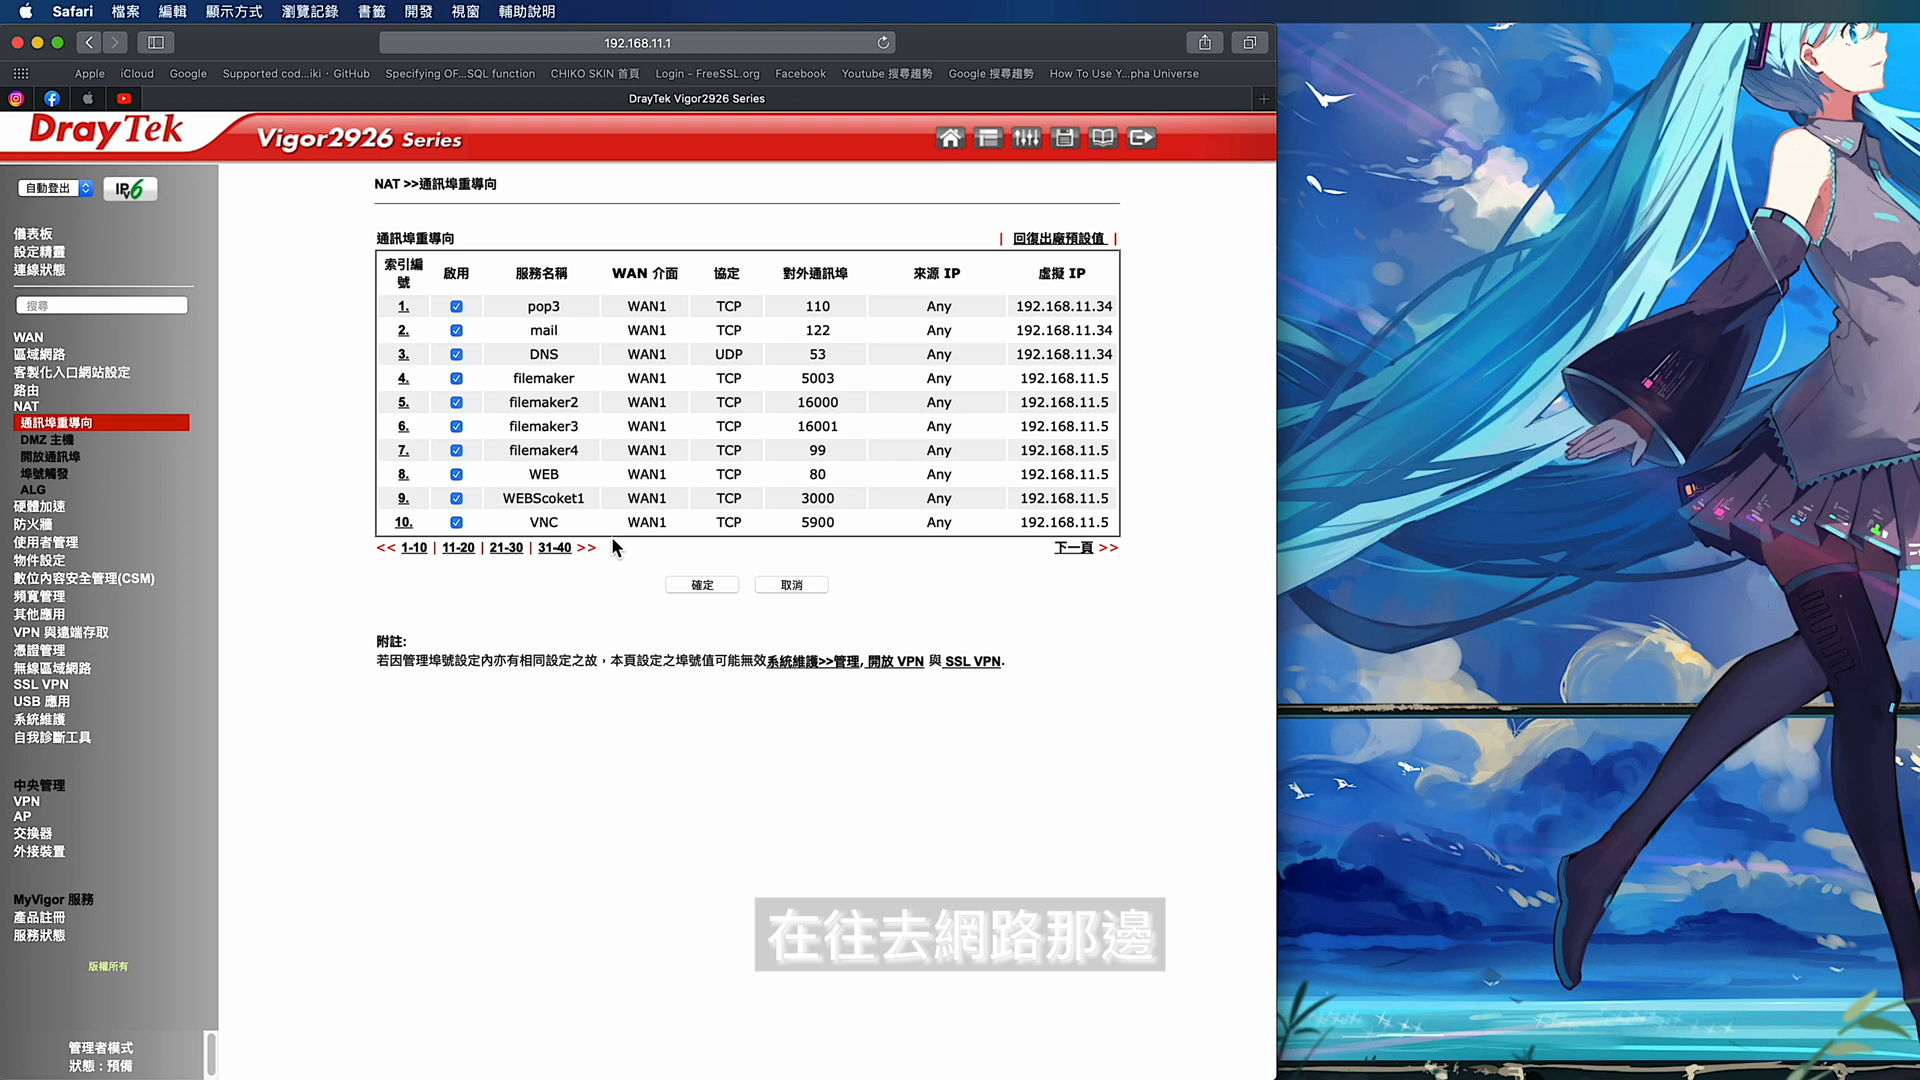 Safari 檔案 編輯 顯示方式 瀏覽記錄 書籤 開發 視窗 輔助說明
192.168.11.1
Apple iCloud Google Supported cod...iki · GitHub Specifying OF...SQL function CHIKO SKIN 首頁 Login - FreeSSL.org Facebook Youtube 搜尋趨勢 Google 搜尋趨勢 How To Use Y...pha Universe
DrayTek Vigor2926 Series
DrayTek Vigor2926 Series
自動登出 IPv6
儀表板
設定精靈
連線狀態
搜尋
WAN
區域網路
客製化入口網站設定
路由
NAT
通訊埠重導向
DMZ 主機
開放通訊埠
埠號觸發
ALG
硬體加速
防火牆
使用者管理
物件設定
數位內容安全管理(CSM)
頻寬管理
其他應用
VPN 與遠端存取
憑證管理
無線區域網路
SSL VPN
USB 應用
系統維護
自我診斷工具
中央管理
VPN
AP
交換器
外接裝置
MyVigor 服務
產品註冊
服務狀態
版權所有
管理者模式
狀態 : 預備
NAT >>通訊埠重導向
通訊埠重導向 | 回復出廠預設值 |
索引編號 啟用 服務名稱 WAN 介面 協定 對外通訊埠 來源 IP 虛擬 IP
1. pop3 WAN1 TCP 110 Any 192.168.11.34
2. mail WAN1 TCP 122 Any 192.168.11.34
3. DNS WAN1 UDP 53 Any 192.168.11.34
4. filemaker WAN1 TCP 5003 Any 192.168.11.5
5. filemaker2 WAN1 TCP 16000 Any 192.168.11.5
6. filemaker3 WAN1 TCP 16001 Any 192.168.11.5
7. filemaker4 WAN1 TCP 99 Any 192.168.11.5
8. WEB WAN1 TCP 80 Any 192.168.11.5
9. WEBScoket1 WAN1 TCP 3000 Any 192.168.11.5
10. VNC WAN1 TCP 5900 Any 192.168.11.5
<< 1-10 | 11-20 | 21-30 | 31-40 >> 下一頁 >>
確定 取消
附註:
若因管理埠號設定內亦有相同設定之故，本頁設定之埠號值可能無效系統維護>>管理, 開放 VPN 與 SSL VPN.
在往去網路那邊